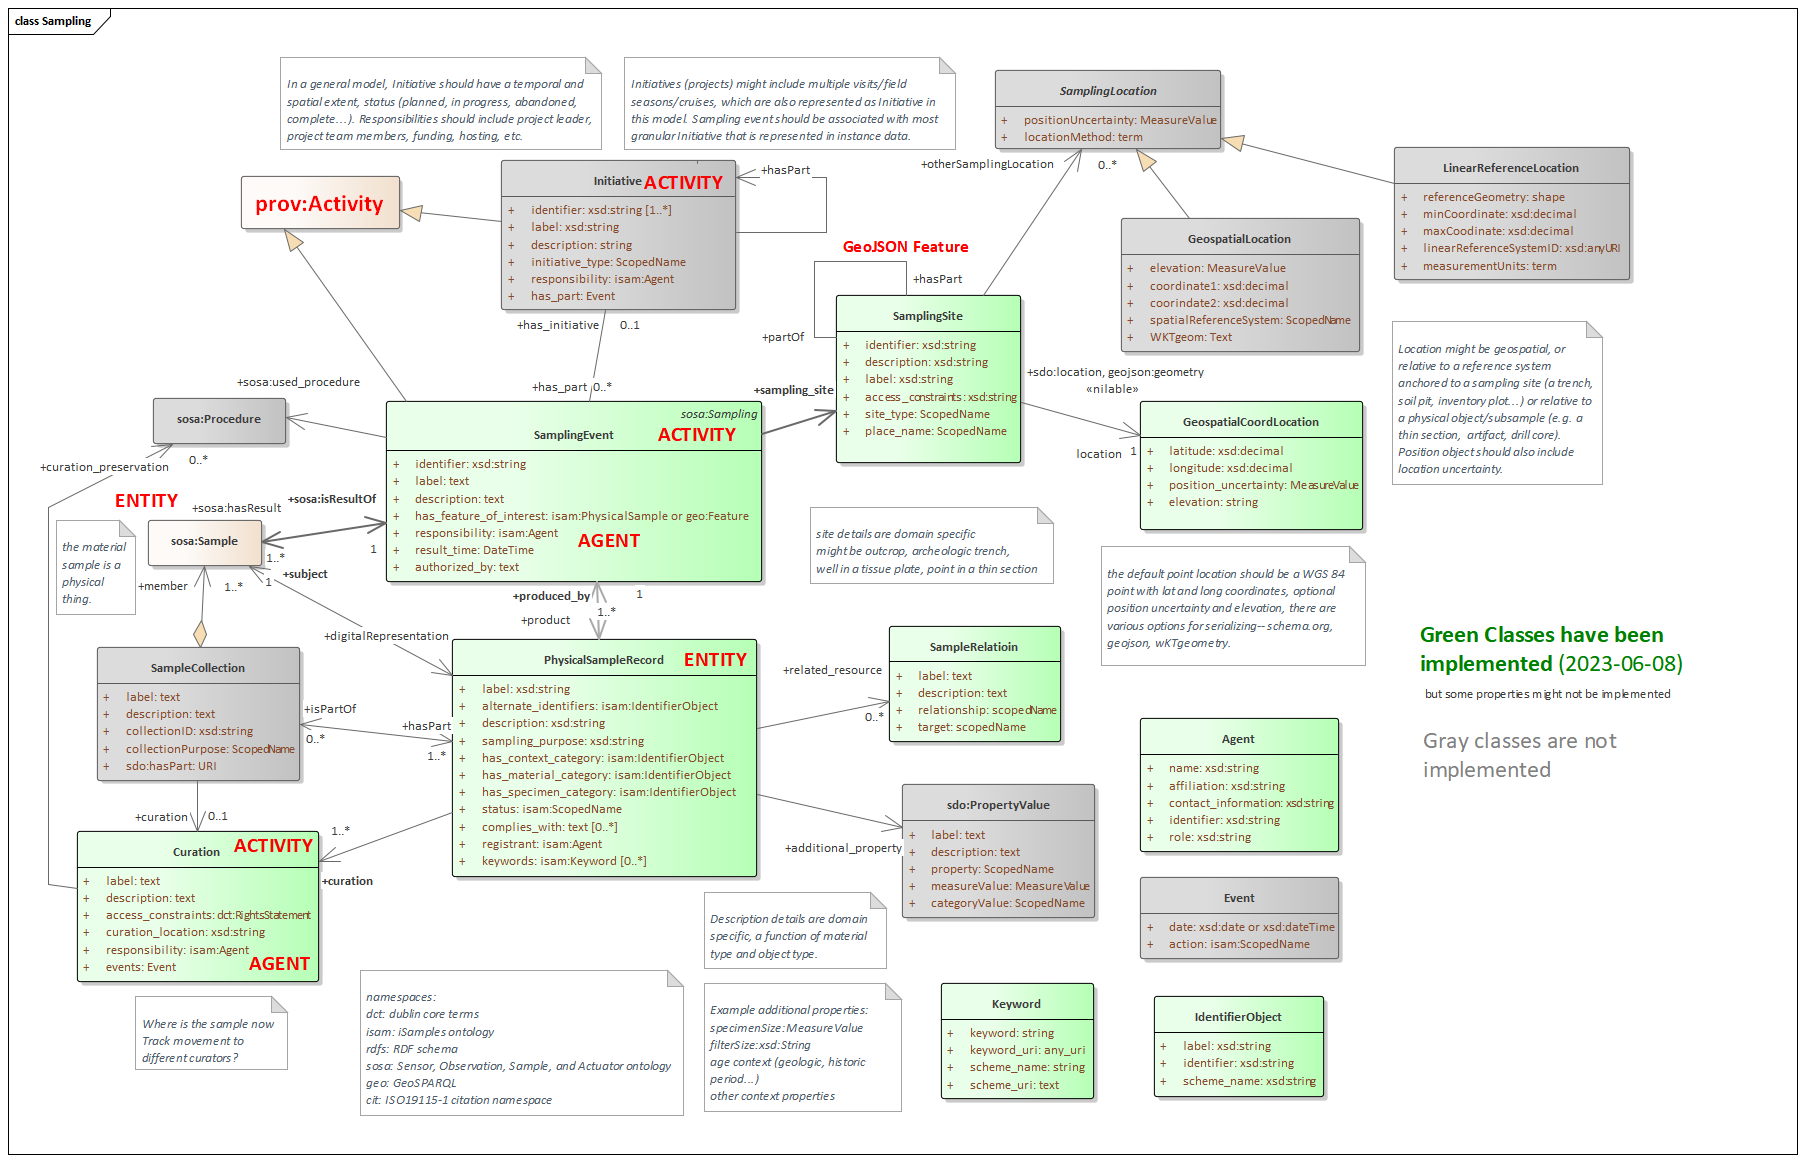 class Sampling
In a general model, Initiative should have a temporal and
spatial extent, status (planned, in progress, abandoned,
complete...). Responsibilities should include project leader,
project team members, funding, hosting, etc.
Initiatives (projects) might include multiple visits/field
seasons/cruises, which are also represented as Initiative in
this model. Sampling event should be associated with most
granular Initiative that is represented in instance data.
SamplingLocation
+ positionUncertainty: MeasureValue
+ locationMethod: term
+otherSamplingLocation
0..*
LinearReferenceLocation
+ referenceGeometry: shape
+ minCoordinate: xsd:decimal
+ maxCoodinate: xsd:decimal
+ linearReferenceSystemID: xsd:anyURI
+ measurementUnits: term
prov:Activity
Initiative ACTIVITY
+ identifier: xsd:string [1..*]
+ label: xsd:string
+ description: string
+ initiative_type: ScopedName
+ responsibility: isam:Agent
+ has_part: Event
+hasPart
GeospatialLocation
+ elevation: MeasureValue
+ coordinate1: xsd:decimal
+ coorindate2: xsd:decimal
+ spatialReferenceSystem: ScopedName
+ WKTgeom: Text
GeoJSON Feature
+hasPart
+partOf
SamplingSite
+ identifier: xsd:string
+ description: xsd:string
+ label: xsd:string
+ access_constraints: xsd:string
+ site_type: ScopedName
+ place_name: ScopedName
+has_initiative
0..1
+has_part
0..*
Location might be geospatial, or
relative to a reference system
anchored to a sampling site (a trench,
soil pit, inventory plot...) or relative to
a physical object/subsample (e.g. a
thin section, artifact, drill core).
Position object should also include
location uncertainty.
+sdo:location, geojson:geometry
«nilable»
location
1
GeospatialCoordLocation
+ latitude: xsd:decimal
+ longitude: xsd:decimal
+ position_uncertainty: MeasureValue
+ elevation: string
+sosa:used_procedure
sosa:Procedure
0..*
+curation_preservation
+sampling_site
sosa:Sampling
SamplingEvent
ACTIVITY
+ identifier: xsd:string
+ label: text
+ description: text
+ has_feature_of_interest: isam:PhysicalSample or geo:Feature
+ responsibility: isam:Agent
+ result_time: DateTime
+ authorized_by: text
AGENT
ENTITY
+sosa:hasResult
+sosa:isResultOf
1
the material
sample is a
physical
thing.
sosa:Sample
1..*
+subject
1
+member
1..*
site details are domain specific
might be outcrop, archeologic trench,
well in a tissue plate, point in a thin section
the default point location should be a WGS 84
point with lat and long coordinates, optional
position uncertainty and elevation, there are
various options for serializing-- schema.org,
geojson, wKTgeometry.
+produced_by
1
1..*
+product
+digitalRepresentation
SampleCollection
+ label: text
+ description: text
+ collectionID: xsd:string
+ collectionPurpose: ScopedName
+ sdo:hasPart: URI
+isPartOf
0..*
+hasPart
1..*
PhysicalSampleRecord
ENTITY
+ label: xsd:string
+ alternate_identifiers: isam:IdentifierObject
+ description: xsd:string
+ sampling_purpose: xsd:string
+ has_context_category: isam:IdentifierObject
+ has_material_category: isam:IdentifierObject
+ has_specimen_category: isam:IdentifierObject
+ status: isam:ScopedName
+ complies_with: text [0..*]
+ registrant: isam:Agent
+ keywords: isam:Keyword [0..*]
+related_resource
0..*
SampleRelatioin
+ label: text
+ description: text
+ relationship: scopedName
+ target: scopedName
Green Classes have been
implemented (2023-06-08)
but some properties might not be implemented
Gray classes are not
implemented
+additional_property
sdo:PropertyValue
+ label: text
+ description: text
+ property: ScopedName
+ measureValue: MeasureValue
+ categoryValue: ScopedName
Agent
+ name: xsd:string
+ affiliation: xsd:string
+ contact_information: xsd:string
+ identifier: xsd:string
+ role: xsd:string
+curation
0..1
1..*
+curation
Curation
ACTIVITY
+ label: text
+ description: text
+ access_constraints: dct:RightsStatement
+ curation_location: xsd:string
+ responsibility: isam:Agent
+ events: Event
AGENT
Event
+ date: xsd:date or xsd:dateTime
+ action: isam:ScopedName
Description details are domain
specific, a function of material
type and object type.
Where is the sample now
Track movement to
different curators?
namespaces:
dct: dublin core terms
isam: iSamples ontology
rdfs: RDF schema
sosa: Sensor, Observation, Sample, and Actuator ontology
geo: GeoSPARQL
cit: ISO19115-1 citation namespace
Example additional properties:
specimenSize:MeasureValue
filterSize:xsd:String
age context (geologic, historic
period...)
other context properties
Keyword
+ keyword: string
+ keyword_uri: any_uri
+ scheme_name: string
+ scheme_uri: text
IdentifierObject
+ label: xsd:string
+ identifier: xsd:string
+ scheme_name: xsd:string